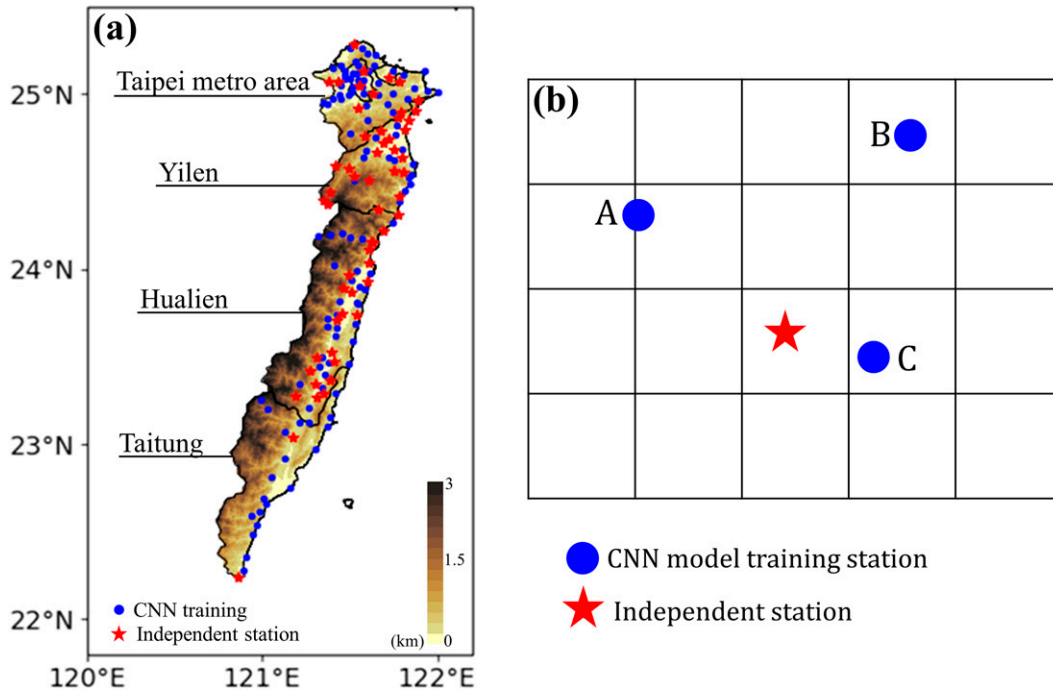 (a)
25°N
24°N
23°N
22°N
120°E
121°E
122°E
Taipei metro area
Yilen
Hualien
Taitung
CNN training
Independent station
3
1.5
0
(km)
(b)
A
B
C
CNN model training station
Independent station